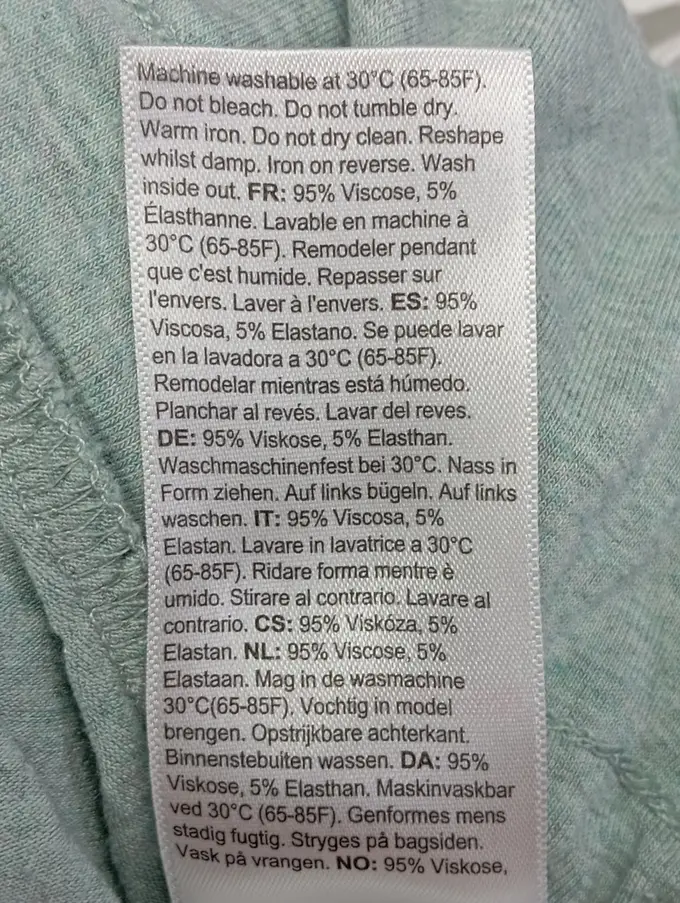 Machine washable at 30°C (65-85F).
Do not bleach. Do not tumble dry.
Warm iron. Do not dry clean. Reshape
whilst damp. Iron on reverse. Wash
inside out. FR: 95% Viscose, 5%
Élasthanne. Lavable en machine à
30°C (65-85F). Remodeler pendant
que c'est humide. Repasser sur
l'envers. Laver à l'envers. ES: 95%
Viscosa, 5% Elastano. Se puede lavar
en la lavadora a 30°C (65-85F).
Remodelar mientras está húmedo.
Planchar al revés. Lavar del reves.
DE: 95% Viskose, 5% Elasthan.
Waschmaschinenfest bei 30°C. Nass in
Form ziehen. Auf links bügeln. Auf links
waschen. IT: 95% Viscosa, 5%
Elastan. Lavare in lavatrice a 30°C
(65-85F). Ridare forma mentre è
umido. Stirare al contrario. Lavare al
contrario. CS: 95% Viskóza, 5%
Elastan. NL: 95% Viscose, 5%
Elastaan. Mag in de wasmachine
30°C(65-85F). Vochtig in model
brengen. Opstrijkbare achterkant.
Binnenstebuiten wassen. DA: 95%
Viskose, 5% Elasthan. Maskinvaskbar
ved 30°C (65-85F). Genformes mens
stadig fugtig. Stryges på bagsiden.
Vask på vrangen. NO: 95% Viskose,